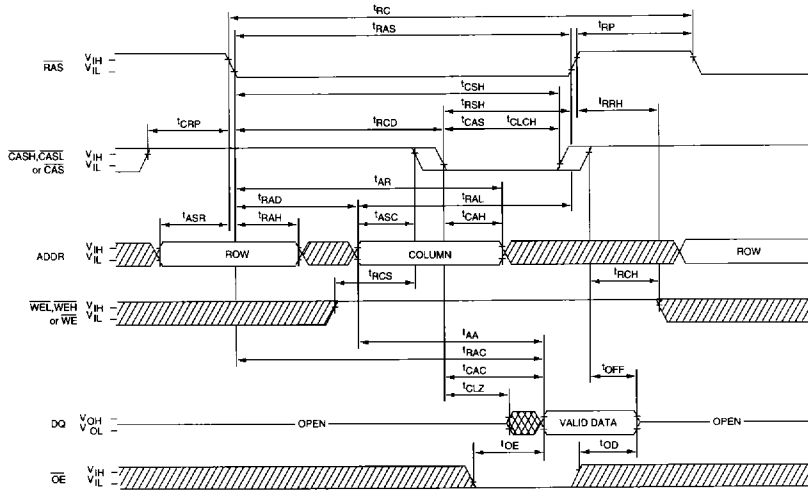 tRC
tRAS
tRP
RAS VIH
VIL
tCSH
tRSH
tRRH
tCRP
tRCD
tCAS
tCLCH
CASH,CASL
or CAS
VIH
VIL
tAR
tRAD
tRAL
tASR
tRAH
tASC
tCAH
ADDR VIH
VIL
ROW
COLUMN
ROW
tRCS
tRCH
WEL,WEH
or WE
VIH
VIL
tAA
tRAC
tCAC
tOFF
tCLZ
DQ VOH
VOL
OPEN
VALID DATA
OPEN
tOE
tOD
OE VIH
VIL